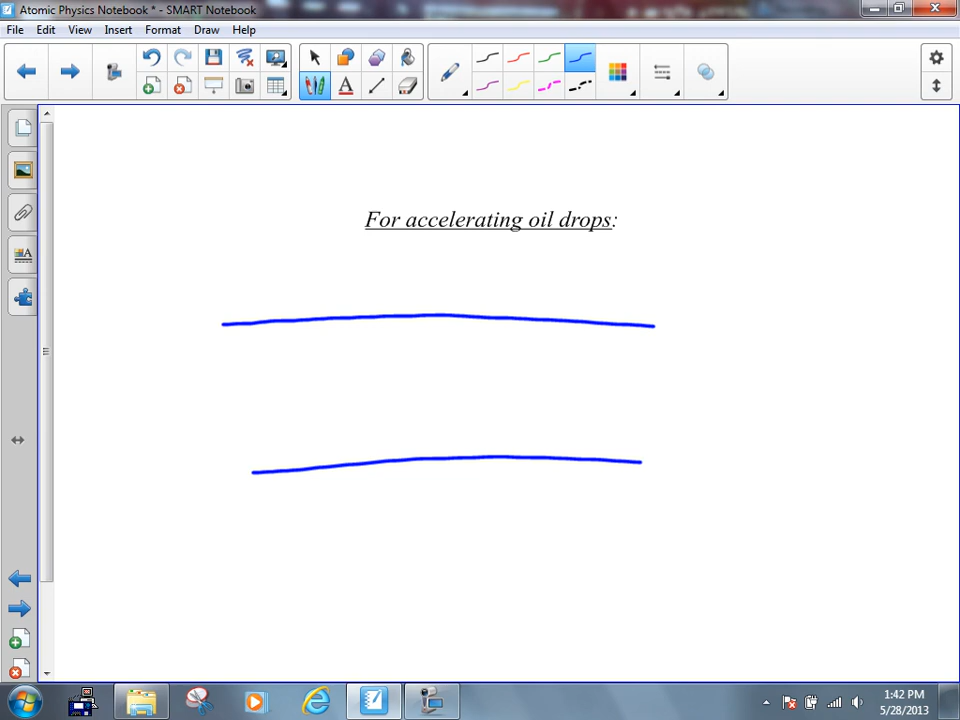 Atomic Physics Notebook * - SMART Notebook
File Edit View Insert Format Draw Help
For accelerating oil drops:
1:42 PM
5/28/2013